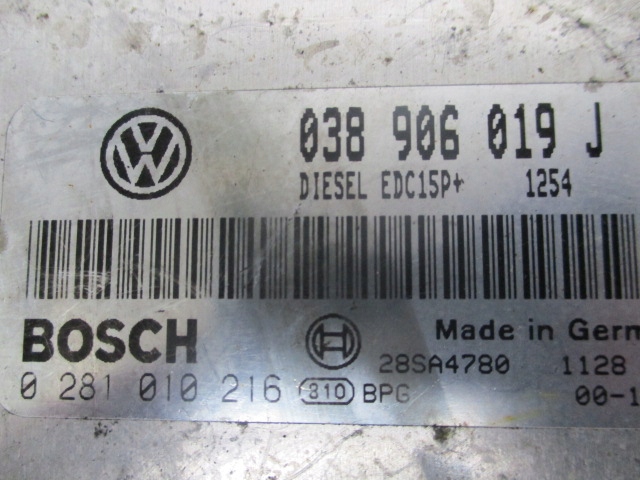 038 906 019 J
DIESEL EDC15P+ 1254
BOSCH
Made in Germ
28SA4780 1128
0 281 010 216 310 BPG
00-1